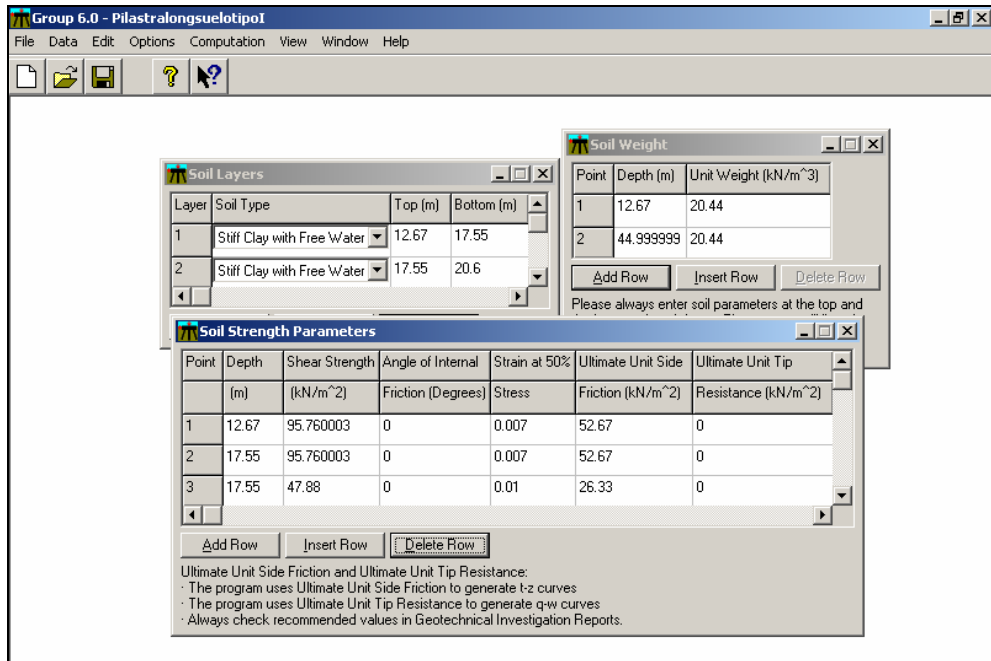 Group 6.0 - PilastralongsuelotipoI
File Data Edit Options Computation View Window Help
Soil Weight
Point Depth (m) Unit Weight (kN/m^3)
1 12.67 20.44
2 44.999999 20.44
Add Row Insert Row Delete Row
Please always enter soil parameters at the top and
Soil Layers
Layer Soil Type Top (m) Bottom (m)
1 Stiff Clay with Free Water 12.67 17.55
2 Stiff Clay with Free Water 17.55 20.6
Soil Strength Parameters
Point Depth Shear Strength Angle of Internal Strain at 50% Ultimate Unit Side Ultimate Unit Tip
(m) (kN/m^2) Friction (Degrees) Stress Friction (kN/m^2) Resistance (kN/m^2)
1 12.67 95.760003 0 0.007 52.67 0
2 17.55 95.760003 0 0.007 52.67 0
3 17.55 47.88 0 0.01 26.33 0
Add Row Insert Row Delete Row
Ultimate Unit Side Friction and Ultimate Unit Tip Resistance:
· The program uses Ultimate Unit Side Friction to generate t-z curves
· The program uses Ultimate Unit Tip Resistance to generate q-w curves
· Always check recommended values in Geotechnical Investigation Reports.